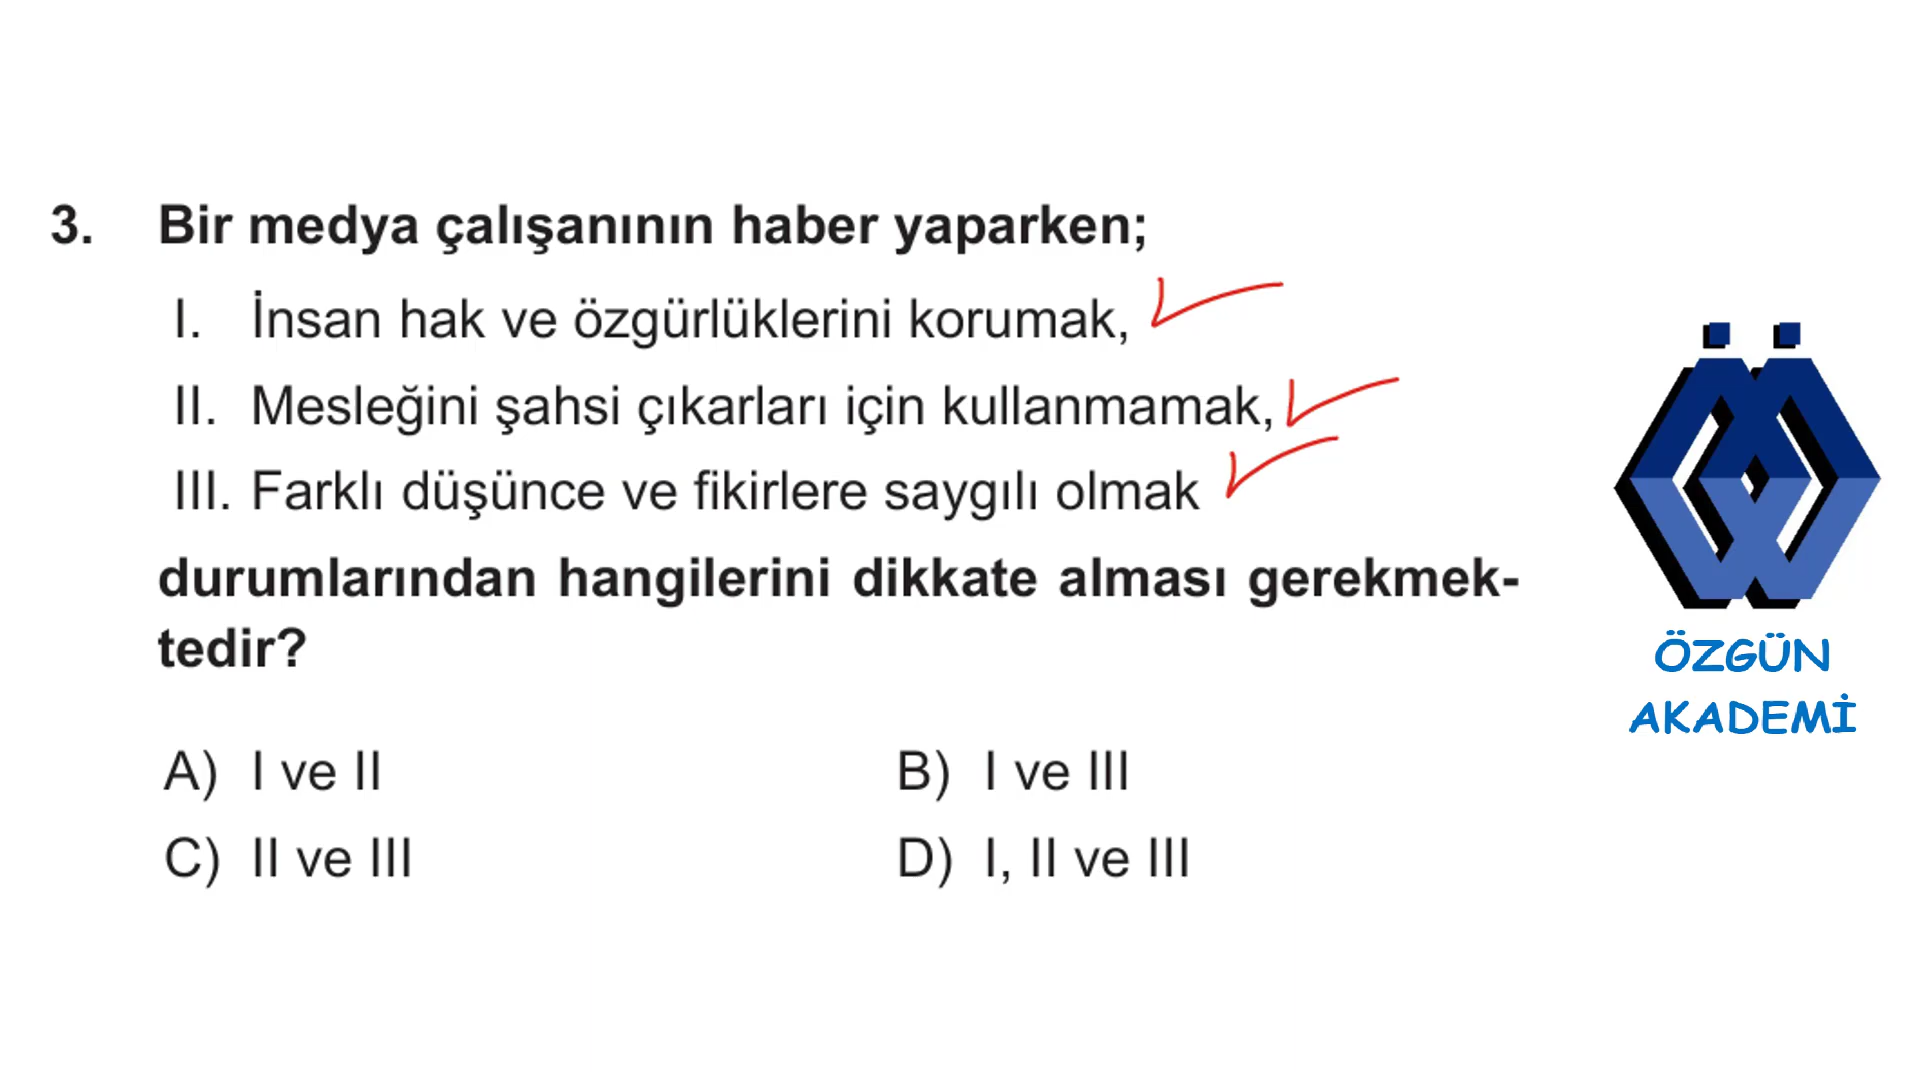 3. Bir medya çalışanının haber yaparken;
I. İnsan hak ve özgürlüklerini korumak,
II. Mesleğini şahsi çıkarları için kullanmamak,
III. Farklı düşünce ve fikirlere saygılı olmak
durumlarından hangilerini dikkate alması gerekmek-
tedir?
A) I ve II
B) I ve III
C) II ve III
D) I, II ve III
ÖZGÜN
AKADEMİ